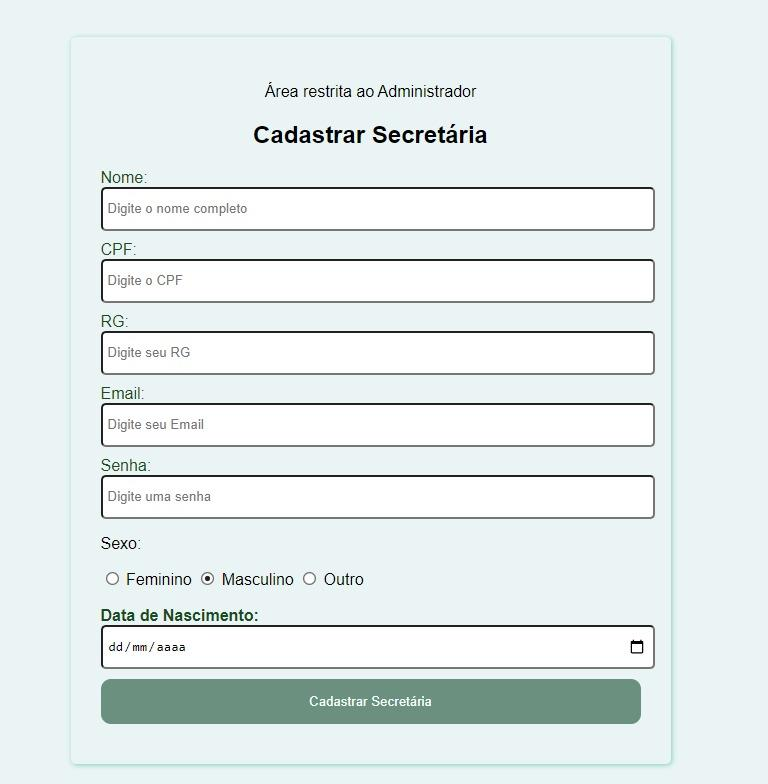 Área restrita ao Administrador
Cadastrar Secretária
Nome:
Digite o nome completo
CPF:
Digite o CPF
RG:
Digite seu RG
Email:
Digite seu Email
Senha:
Digite uma senha
Sexo:
Feminino Masculino Outro
Data de Nascimento:
dd/mm/aaaa
Cadastrar Secretária